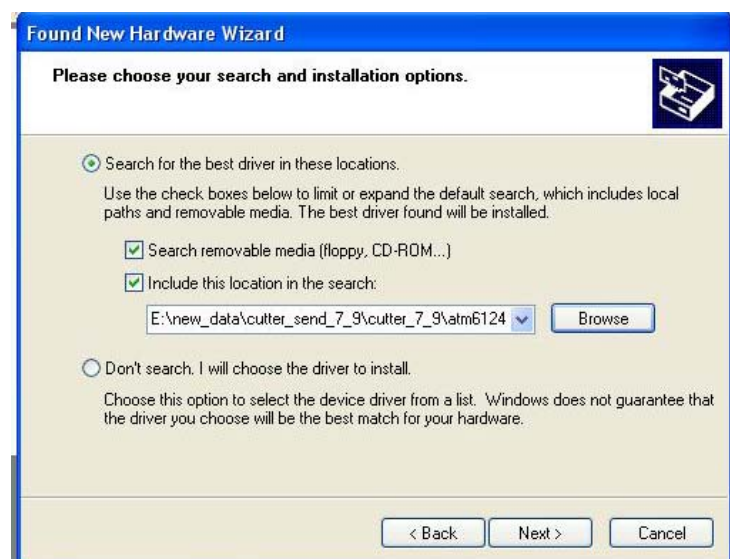 Found New Hardware Wizard
Please choose your search and installation options.
Search for the best driver in these locations.
Use the check boxes below to limit or expand the default search, which includes local
paths and removable media. The best driver found will be installed.
Search removable media (floppy, CD-ROM...)
Include this location in the search:
E:\new_data\cutter_send_7_9\cutter_7_9\atm6124
Browse
Don't search. I will choose the driver to install.
Choose this option to select the device driver from a list. Windows does not guarantee that
the driver you choose will be the best match for your hardware.
< Back Next > Cancel